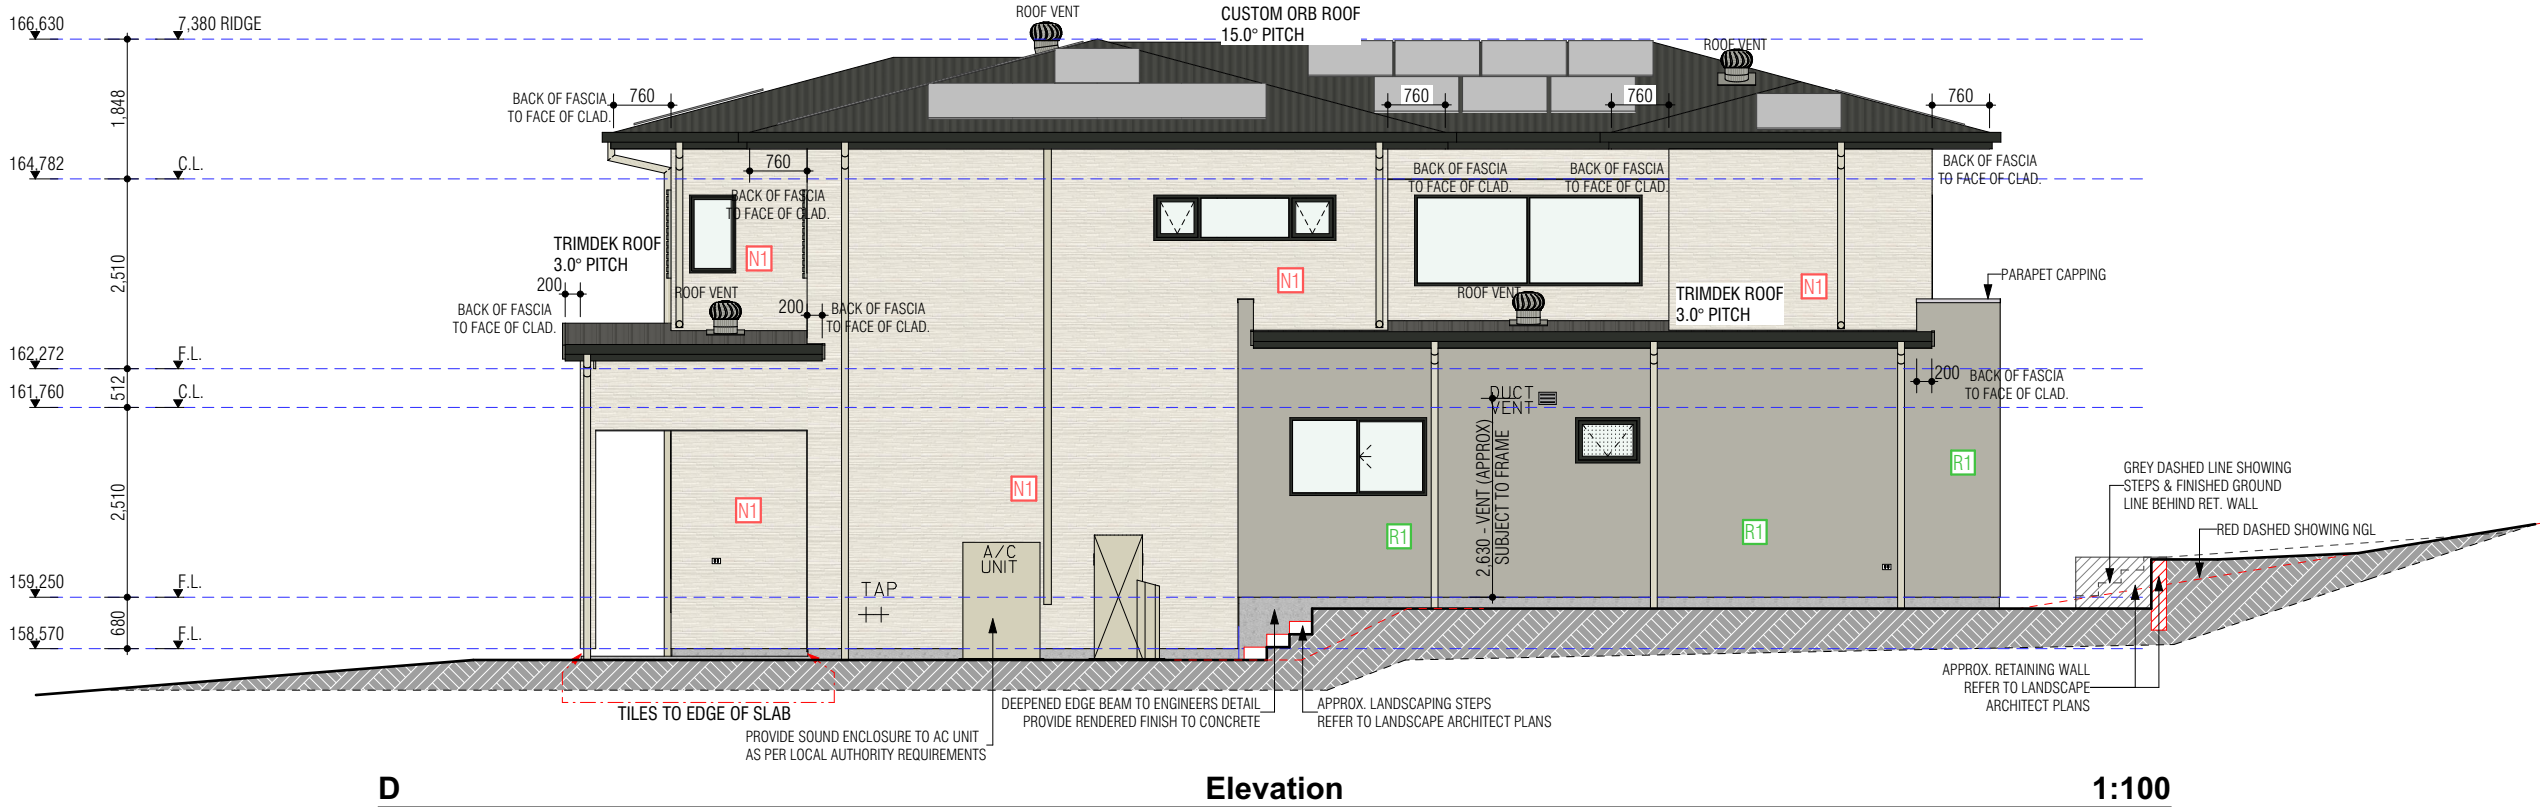 166,630
7,380 RIDGE
ROOF VENT
CUSTOM ORB ROOF
15.0° PITCH
ROOF VENT
1,848
BACK OF FASCIA
TO FACE OF CLAD.
760
760
760
760
164,782
C.L.
760
BACK OF FASCIA
TO FACE OF CLAD.
BACK OF FASCIA
TO FACE OF CLAD.
BACK OF FASCIA
TO FACE OF CLAD.
BACK OF FASCIA
TO FACE OF CLAD.
2,510
TRIMDEK ROOF
3.0° PITCH
N1
N1
N1
PARAPET CAPPING
200
ROOF VENT
ROOF VENT
TRIMDEK ROOF
3.0° PITCH
BACK OF FASCIA
TO FACE OF CLAD.
200
BACK OF FASCIA
TO FACE OF CLAD.
162,272
F.L.
512
161,760
C.L.
200
BACK OF FASCIA
TO FACE OF CLAD.
DUCT
VENT
2,630 - VENT (APPROX)
SUBJECT TO FRAME
2,510
N1
N1
R1
R1
R1
GREY DASHED LINE SHOWING
STEPS & FINISHED GROUND
LINE BEHIND RET. WALL
RED DASHED SHOWING NGL
A/C
UNIT
TAP
159,250
F.L.
680
158,570
F.L.
TILES TO EDGE OF SLAB
PROVIDE SOUND ENCLOSURE TO AC UNIT
AS PER LOCAL AUTHORITY REQUIREMENTS
DEEPENED EDGE BEAM TO ENGINEERS DETAIL
PROVIDE RENDERED FINISH TO CONCRETE
APPROX. LANDSCAPING STEPS
REFER TO LANDSCAPE ARCHITECT PLANS
APPROX. RETAINING WALL
REFER TO LANDSCAPE
ARCHITECT PLANS
D
Elevation
1:100